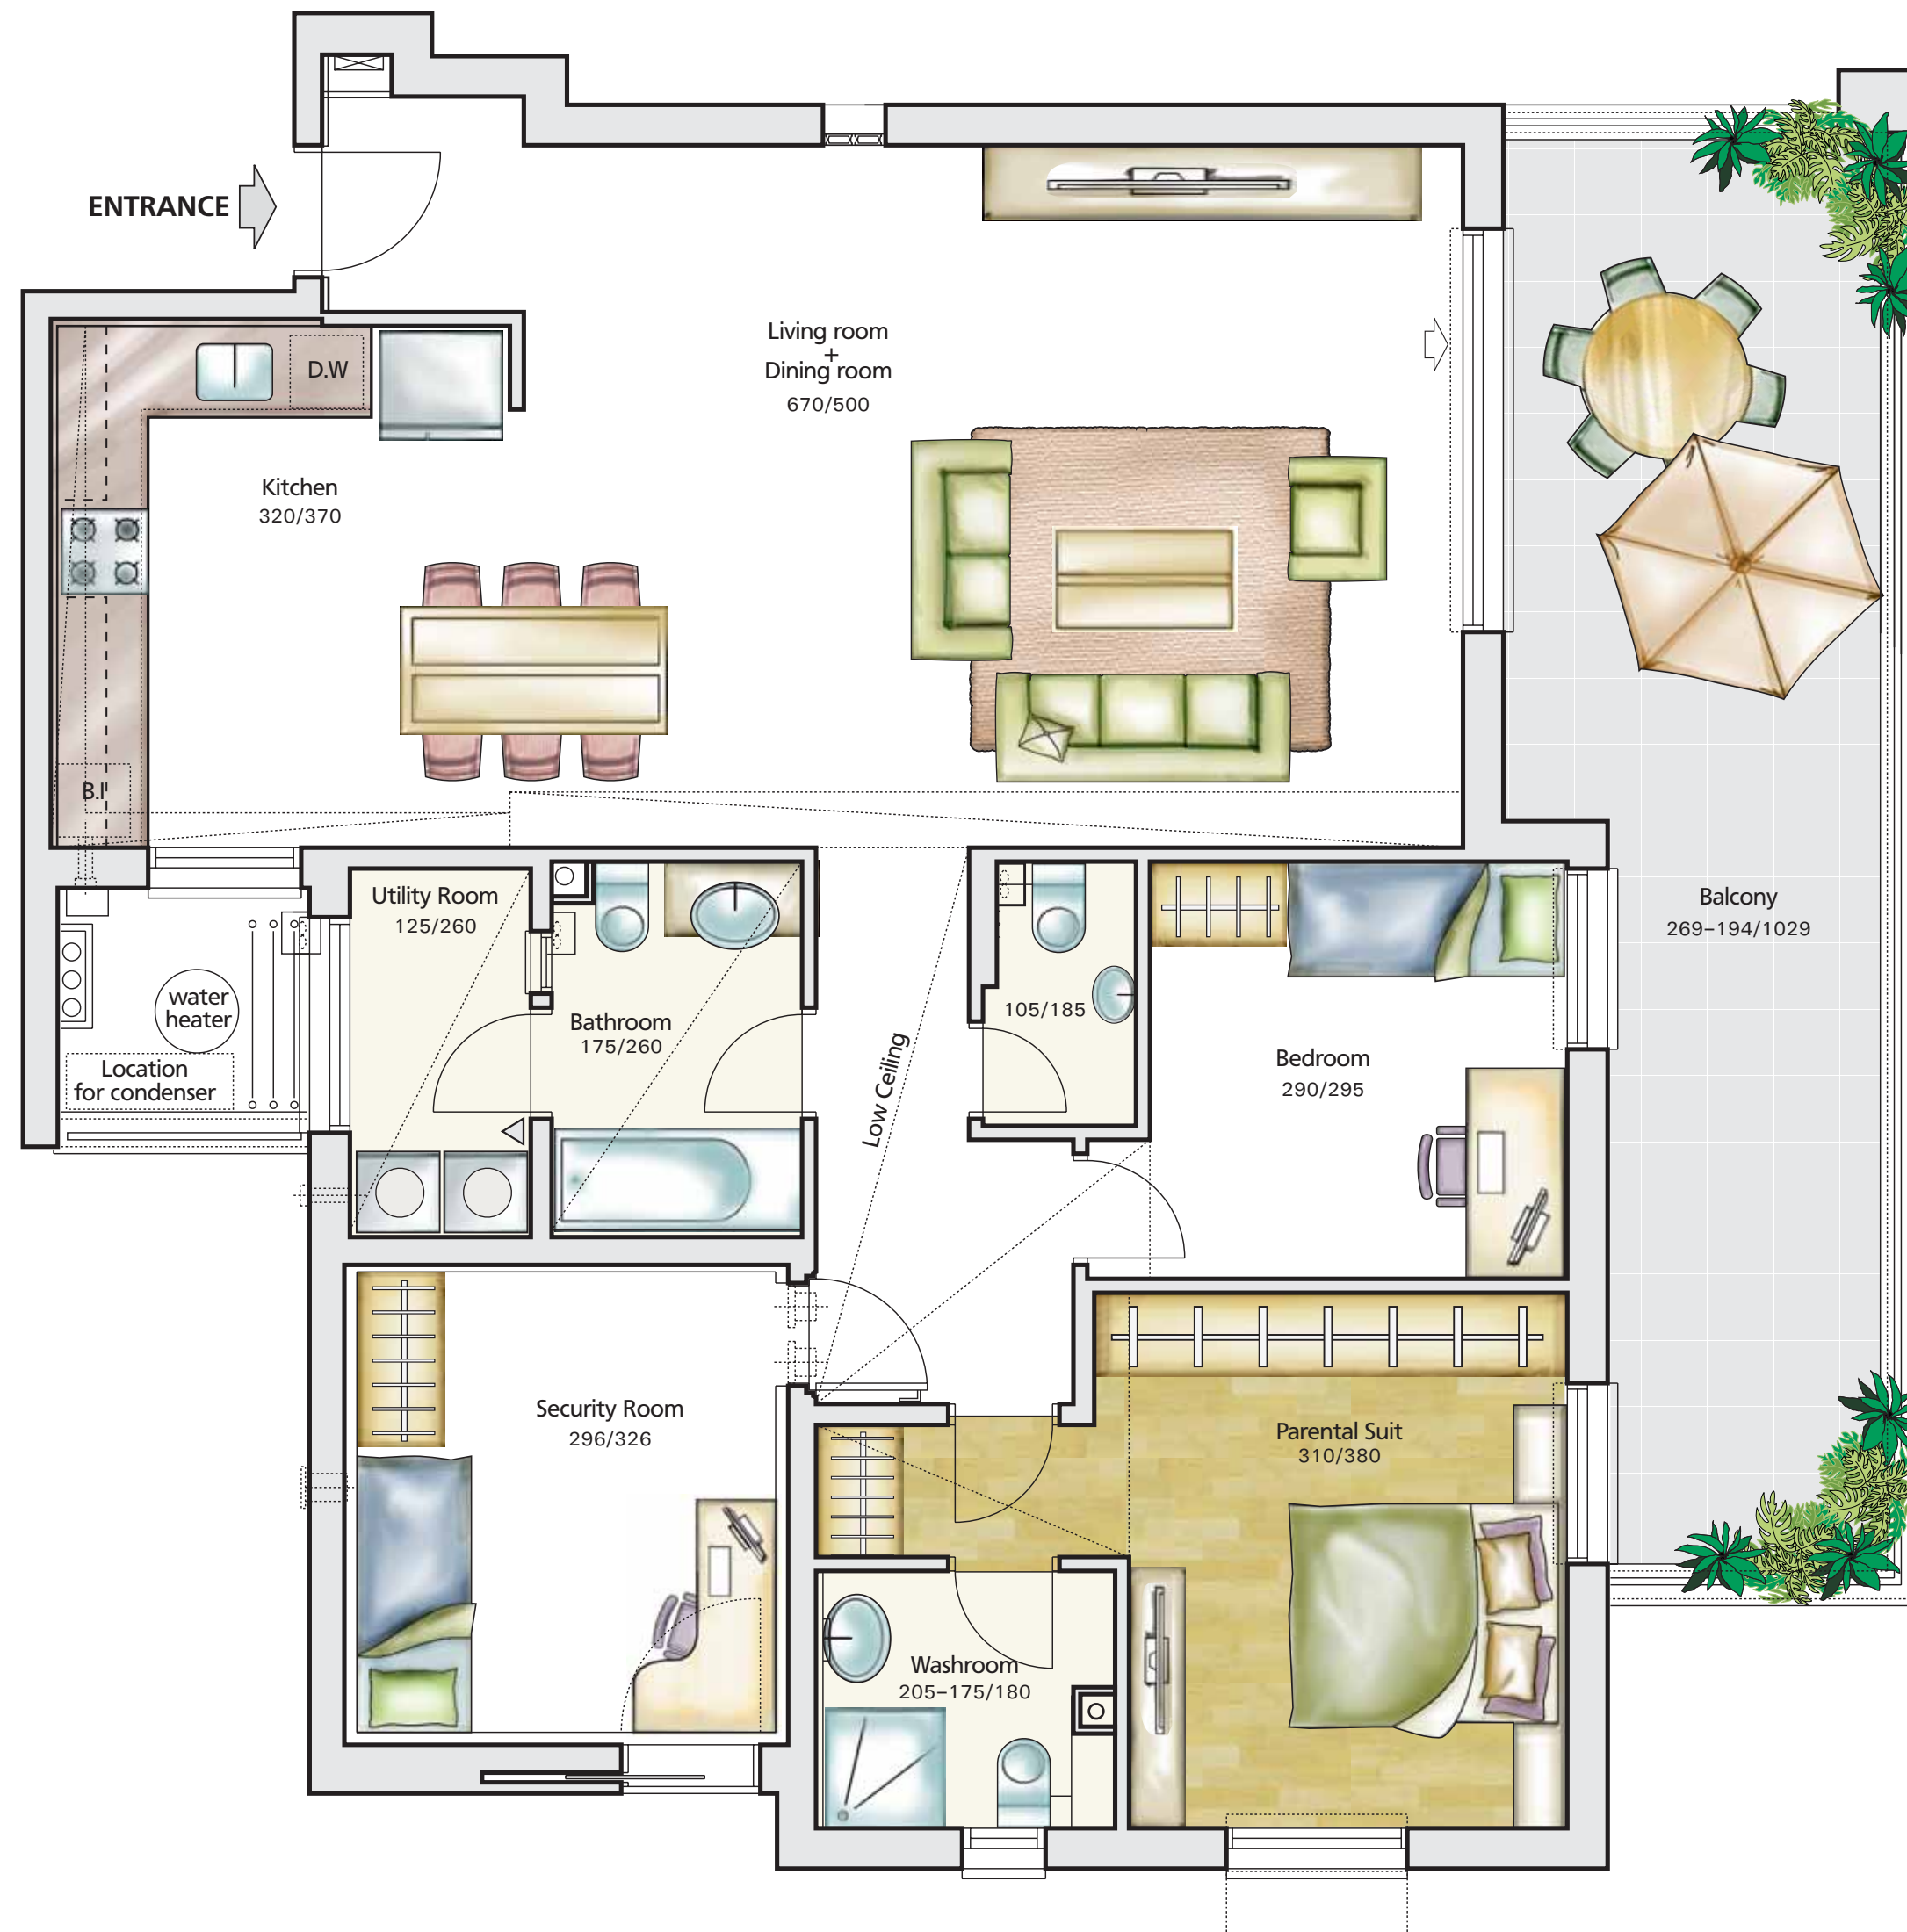 ENTRANCE
D.W
Living room
+
Dining room
670/500
Kitchen
320/370
B.I
Utility Room
125/260
Bathroom
175/260
water
heater
Location
for condenser
Low Ceiling
105/185
Bedroom
290/295
Balcony
269–194/1029
Security Room
296/326
Parental Suit
310/380
Washroom
205–175/180